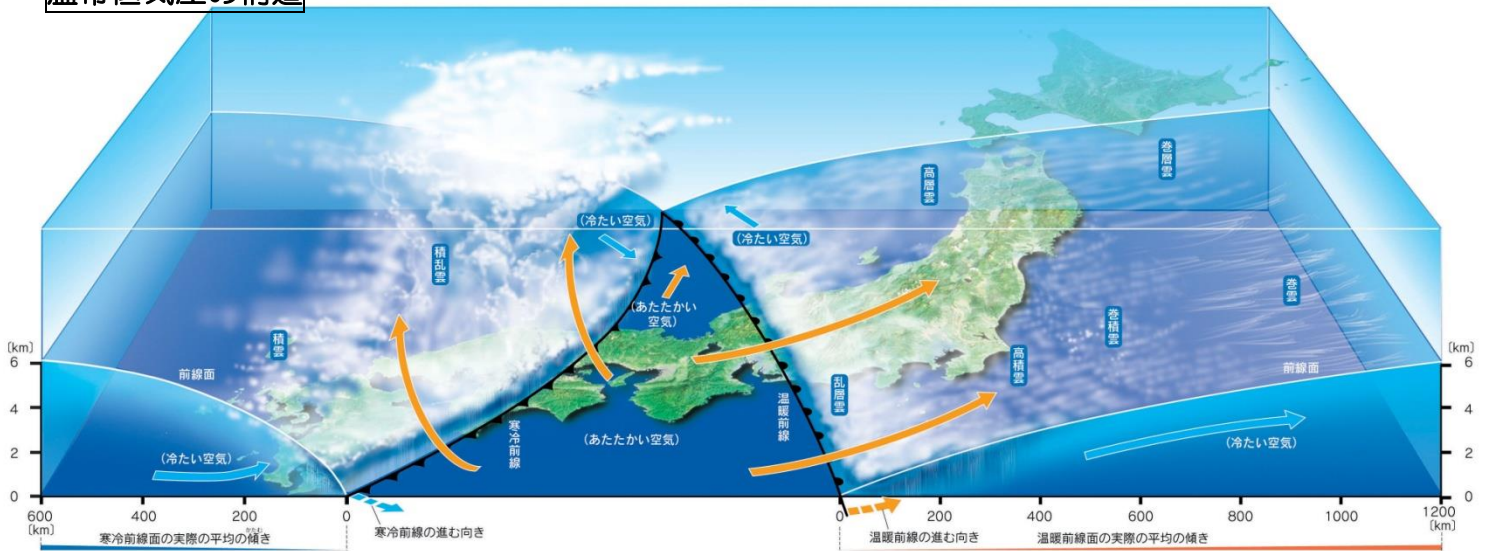 温帯低気圧の構造
巻層雲
高層雲
(冷たい空気)
(冷たい空気)
積乱雲
(あたたかい
空気)
巻雲
積雲
巻積雲
[km]
6
4
2
0
前線面
高積雲
前線面
[km]
6
4
2
0
乱層雲
温暖前線
寒冷前線
(あたたかい空気)
(冷たい空気)
(冷たい空気)
600
[km]
400
200
0
0
200
400
600
800
1000
1200
[km]
寒冷前線の進む向き
温暖前線の進む向き
かたむ
寒冷前線面の実際の平均の傾き
温暖前線面の実際の平均の傾き